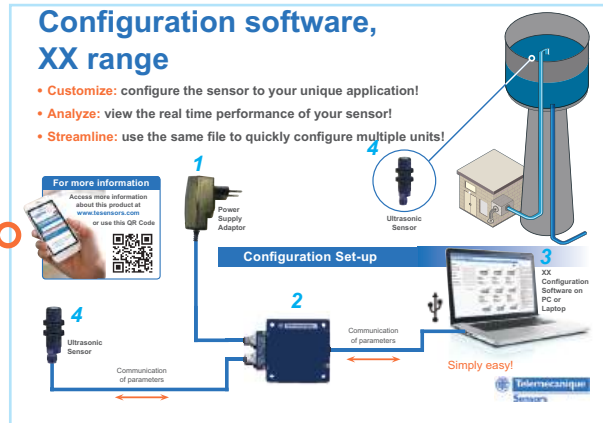 Configuration software,
XX range
• Customize: configure the sensor to your unique application!
• Analyze: view the real time performance of your sensor!
• Streamline: use the same file to quickly configure multiple units!
4
Ultrasonic
Sensor
1
Power
Supply
Adaptor
For more information
Access more information
about this product at
www.tesensors.com
or use this QR Code
Configuration Set-up
3
XX
Configuration
Software on
PC or
Laptop
2
4
Ultrasonic
Sensor
Communication
of parameters
Communication
of parameters
Simply easy!
Telemecanique
Sensors